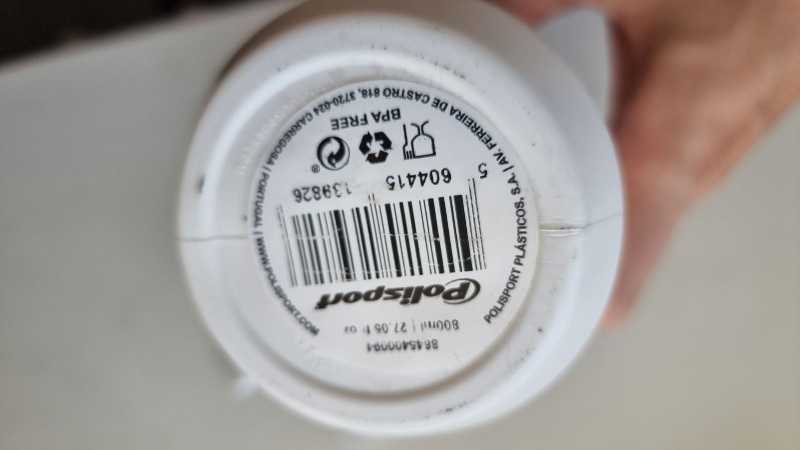 POLISPORT PLÁSTICOS, S.A. | AV. FERREIRA DE CASTRO 818, 3720-024 CARREGOSA | PORTUGAL | WWW.POLISPORT.COM
800ml | 27.05 fl oz
Polisport
5 604415 139826
®
BPA FREE